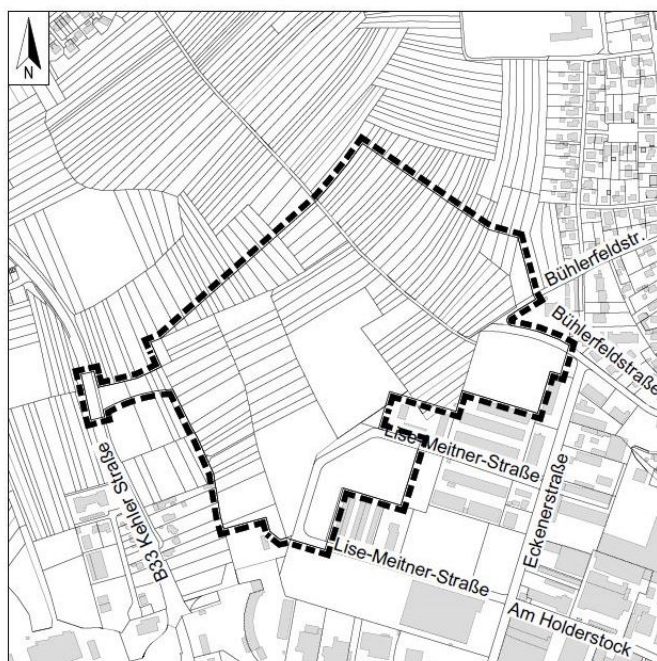 N
Bühlerfeldstr.
Bühlerfeldstraße
Lise-Meitner-Straße
Eckenerstraße
B33 Kehler Straße
Lise-Meitner-Straße
Am Holderstock